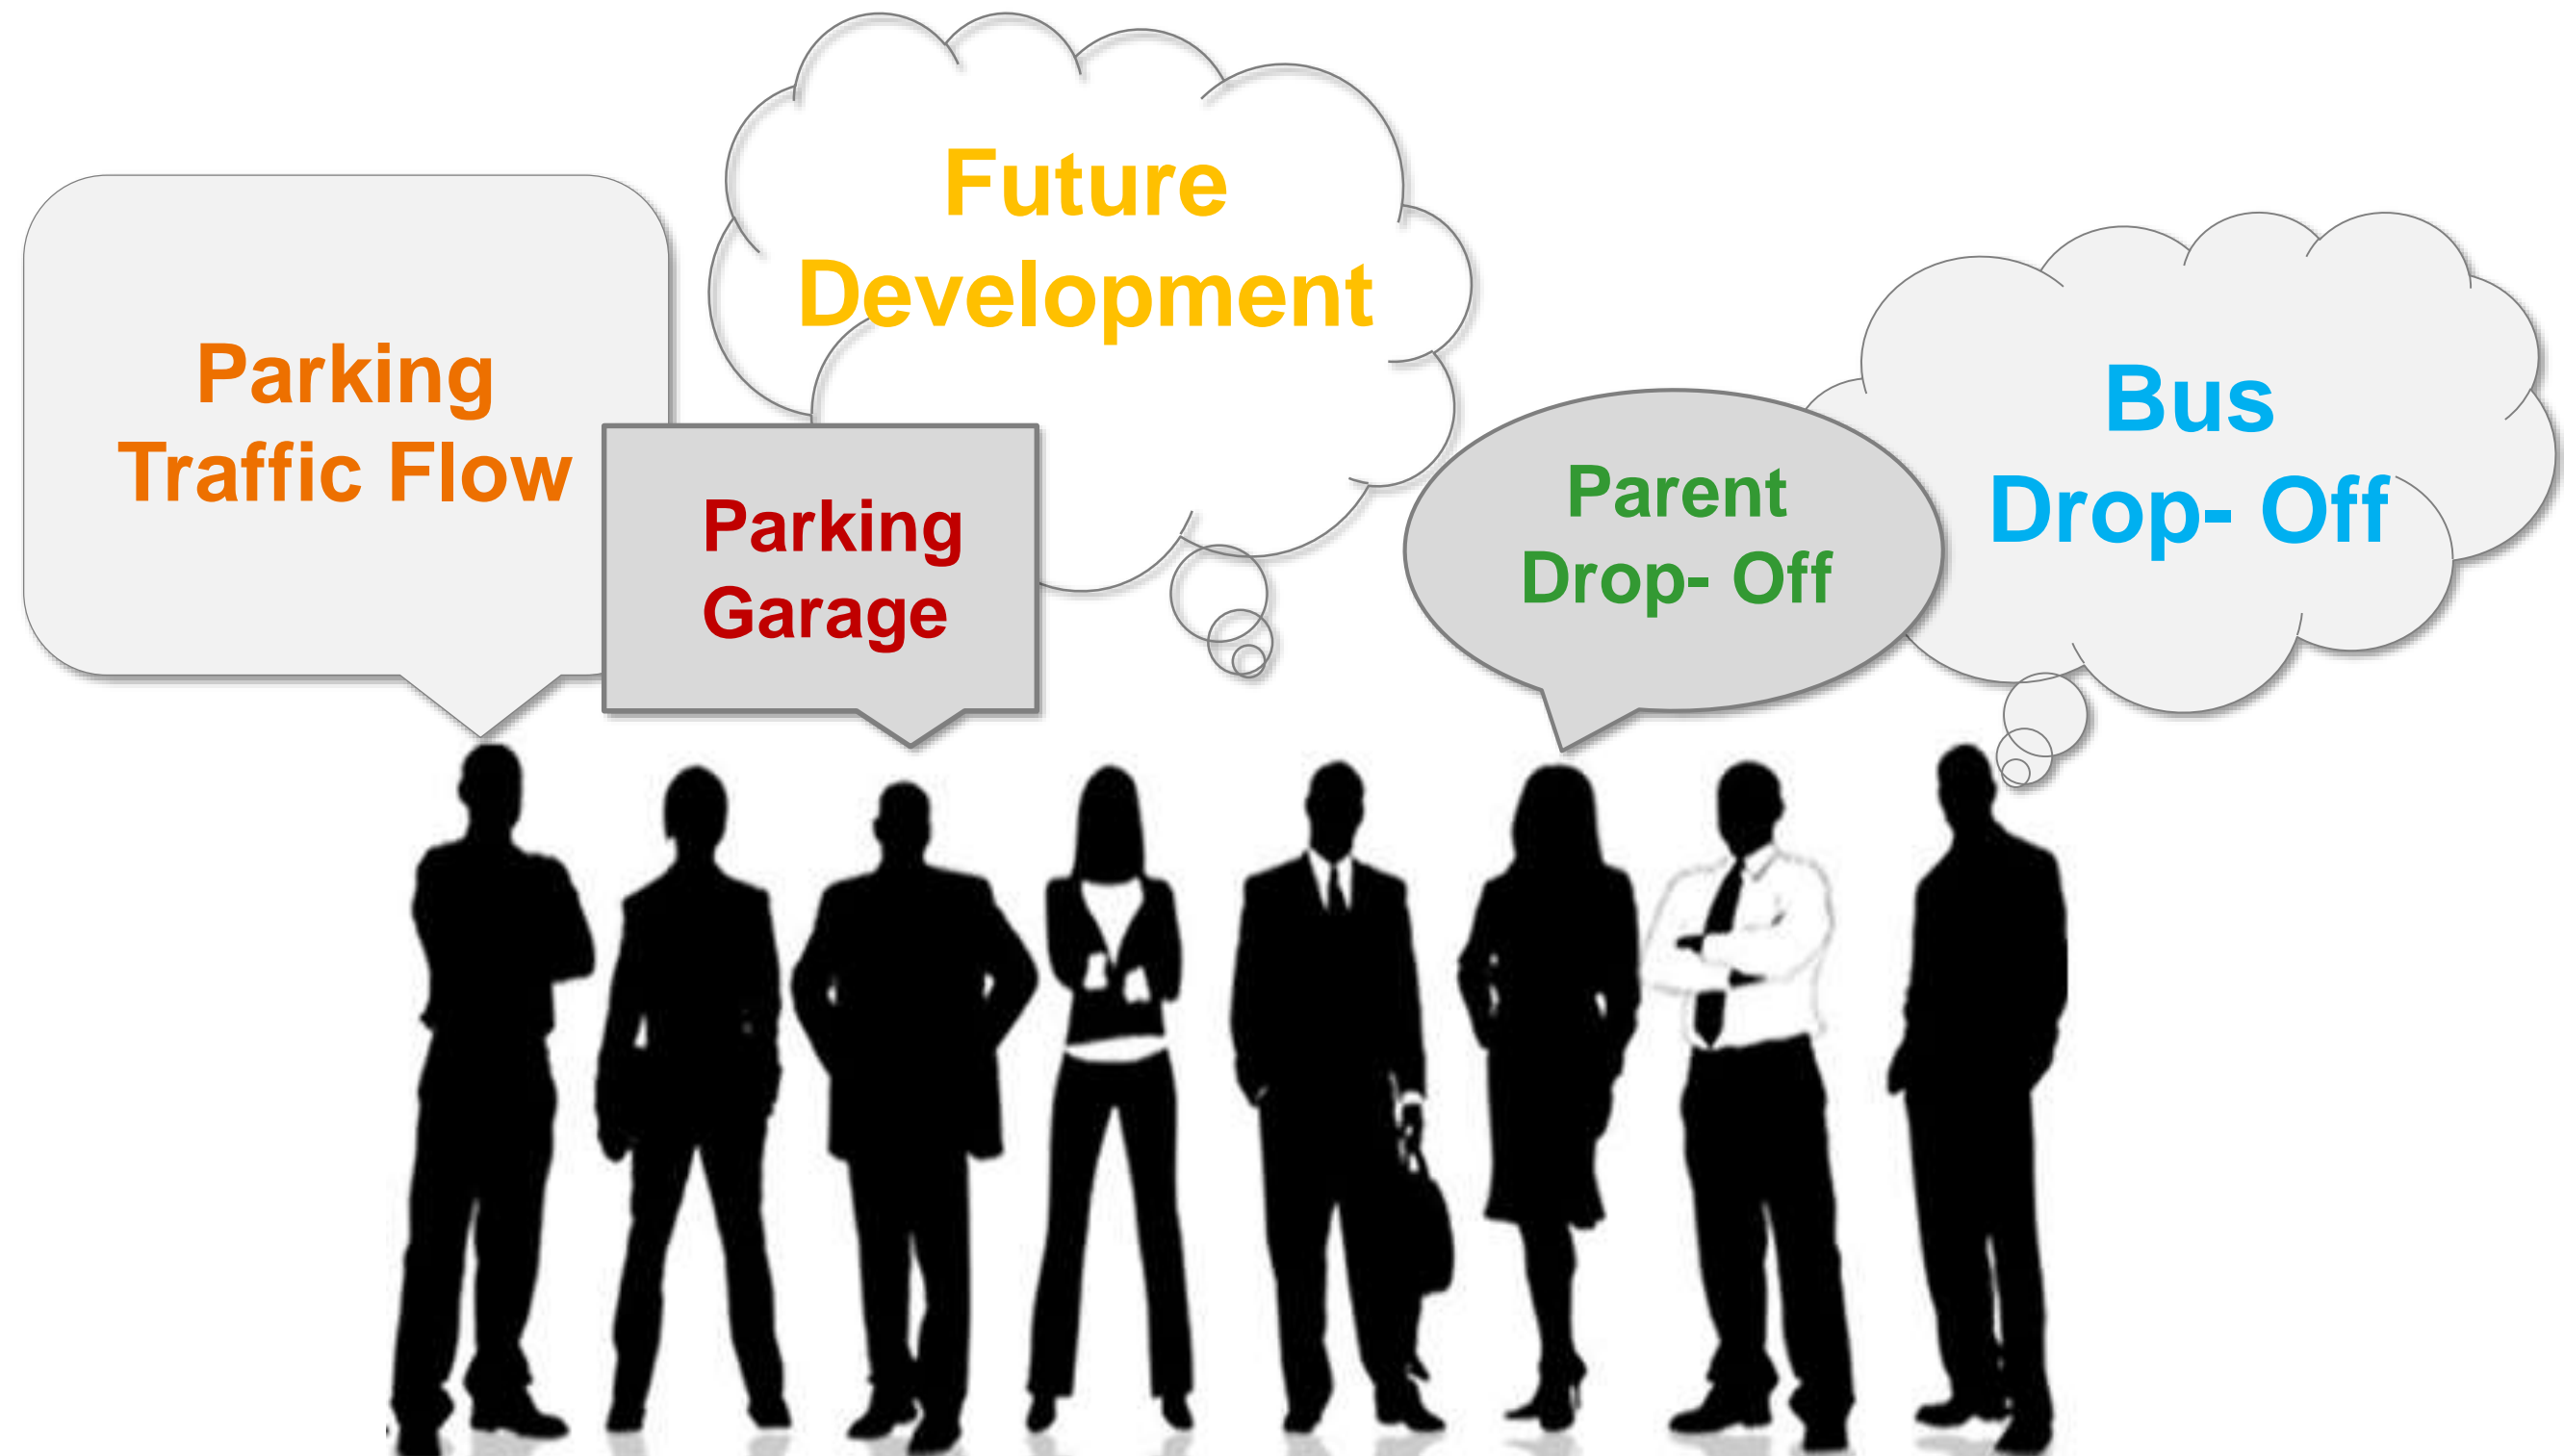 Parking
Traffic Flow
Parking
Garage
Future
Development
Parent
Drop- Off
Bus
Drop- Off